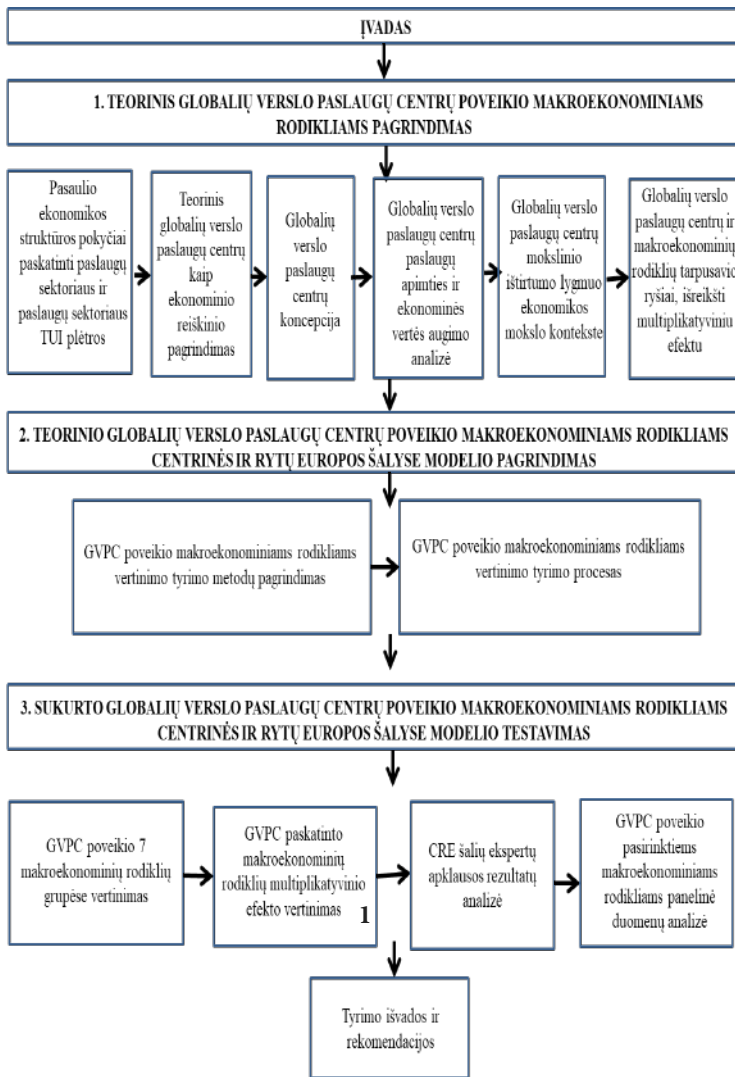 ĮVADAS
1. TEORINIS GLOBALIŲ VERSLO PASLAUGŲ CENTRŲ POVEIKIO MAKROEKONOMINIAMS
RODIKLIAMS PAGRINDIMAS
Pasaulio
ekonomikos
struktūros pokyčiai
paskatinti paslaugų
sektoriaus ir
paslaugų sektoriaus
TUI plėtros
Teorinis
globalių verslo
paslaugų centrų
kaip
ekonominio
reiškinio
pagrindimas
Globalių
verslo
paslaugų
centrų
koncepcija
Globalių verslo
paslaugų centrų
paslaugų
apimties ir
ekonominės
vertės augimo
analizė
Globalių verslo
paslaugų centrų
mokslinio
ištirtumo lygmuo
ekonomikos
mokslo kontekste
Globalių verslo
paslaugų centrų ir
makroekonominių
rodiklių tarpusavio
ryšiai, išreikšti
multiplikatyviniu
efektu
2. TEORINIO GLOBALIŲ VERSLO PASLAUGŲ CENTRŲ POVEIKIO MAKROEKONOMINIAMS RODIKLIAMS
CENTRINĖS IR RYTŲ EUROPOS ŠALYSE MODELIO PAGRINDIMAS
GVPC poveikio makroekonominiams rodikliams
vertinimo tyrimo metodų pagrindimas
GVPC poveikio makroekonominiams rodikliams
vertinimo tyrimo procesas
3. SUKURTO GLOBALIŲ VERSLO PASLAUGŲ CENTRŲ POVEIKIO MAKROEKONOMINIAMS RODIKLIAMS
CENTRINĖS IR RYTŲ EUROPOS ŠALYSE MODELIO TESTAVIMAS
GVPC poveikio 7
makroekonominių rodiklių
grupėse vertinimas
GVPC paskatinto
makroekonominių
rodiklių multiplikatyvinio
efekto vertinimas
1
CRE šalių ekspertų
apklausos rezultatų
analizė
GVPC poveikio
pasirinktiems
makroekonominiams
rodikliams panelinė
duomenų analizė
Tyrimo išvados ir
rekomendacijos